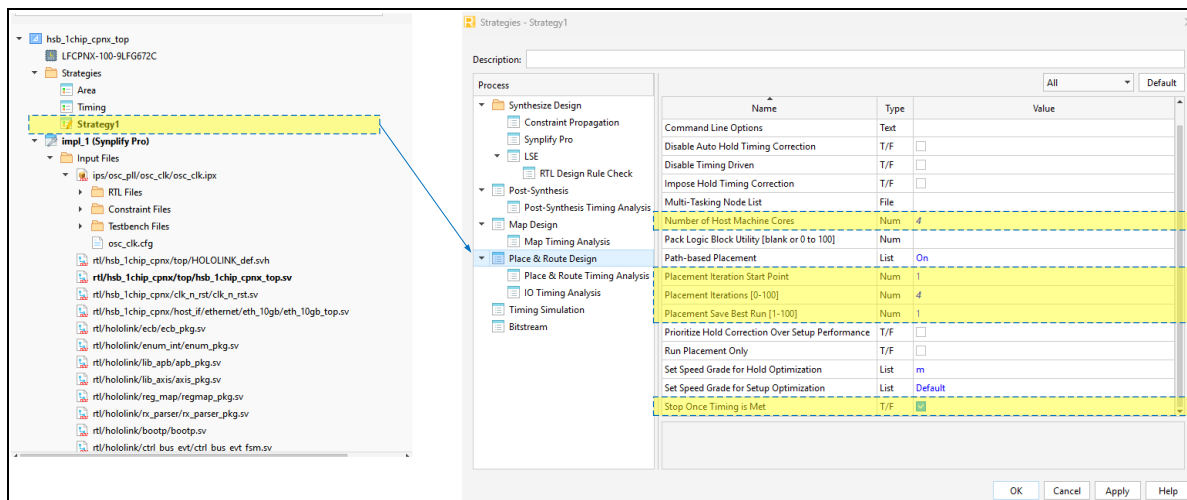 hsb_1chip_cpnx_top
LFCPNX-100-9LFG672C
Strategies
Area
Timing
Strategy1
impl_1 (Synplify Pro)
Input Files
ips/osc_pll/osc_clk/osc_clk.ipx
RTL Files
Constraint Files
Testbench Files
osc_clk.cfg
rtl/hsb_1chip_cpnx/top/HOLOLINK_def.svh
rtl/hsb_1chip_cpnx/top/hsb_1chip_cpnx_top.sv
rtl/hsb_1chip_cpnx/clk_n_rst/clk_n_rst.sv
rtl/hsb_1chip_cpnx/host_if/ethernet/eth_10gb/eth_10gb_top.sv
rtl/hololink/ecb/ecb_pkg.sv
rtl/hololink/enum_int/enum_pkg.sv
rtl/hololink/lib_apb/apb_pkg.sv
rtl/hololink/lib_axis/axis_pkg.sv
rtl/hololink/reg_map/regmap_pkg.sv
rtl/hololink/rx_parser/rx_parser_pkg.sv
rtl/hololink/bootp/bootp.sv
rtl/hololink/ctrl_bus_evt/ctrl_bus_evt_fsm.sv
Strategies - Strategy1
Description:
Process
All Default
Synthesize Design
Constraint Propagation
Synplify Pro
LSE
RTL Design Rule Check
Post-Synthesis
Post-Synthesis Timing Analysis
Map Design
Map Timing Analysis
Place & Route Design
Place & Route Timing Analysis
IO Timing Analysis
Timing Simulation
Bitstream
Name Type Value
Command Line Options Text
Disable Auto Hold Timing Correction T/F
Disable Timing Driven T/F
Impose Hold Timing Correction T/F
Multi-Tasking Node List File
Number of Host Machine Cores Num 4
Pack Logic Block Utility [blank or 0 to 100] Num
Path-based Placement List On
Placement Iteration Start Point Num 1
Placement Iterations [0-100] Num 4
Placement Save Best Run [1-100] Num 1
Prioritize Hold Correction Over Setup Performance T/F
Run Placement Only T/F
Set Speed Grade for Hold Optimization List m
Set Speed Grade for Setup Optimization List Default
Stop Once Timing is Met T/F
OK Cancel Apply Help